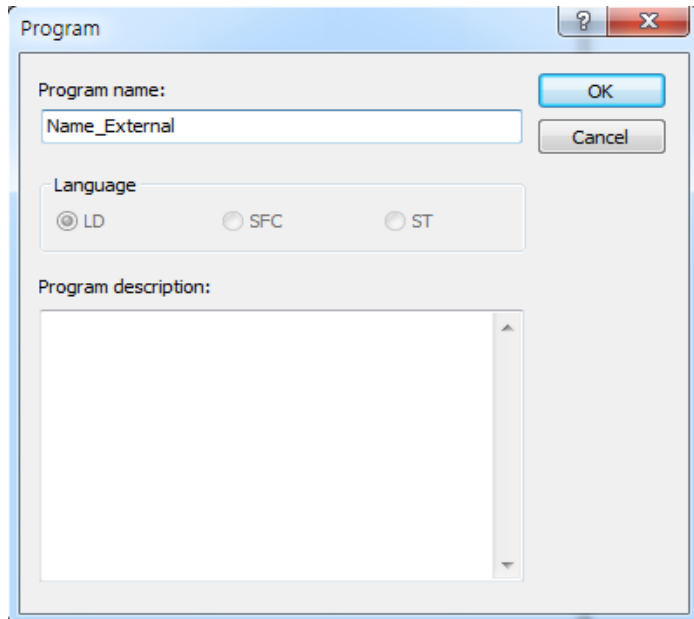 Program
Program name:
OK
Name_External
Cancel
Language
LD SFC ST
Program description: